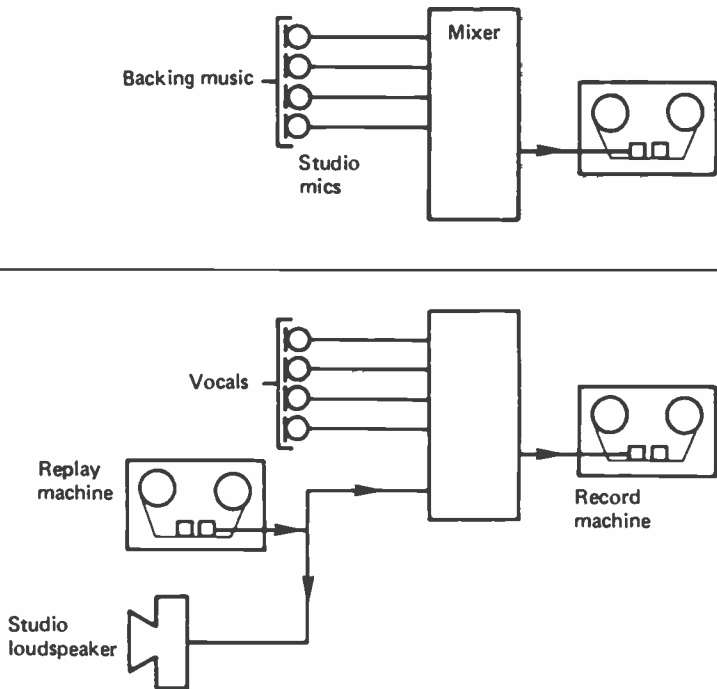 Mixer
Backing music
Studio
mics
Vocals
Replay
machine
Record
machine
Studio
loudspeaker